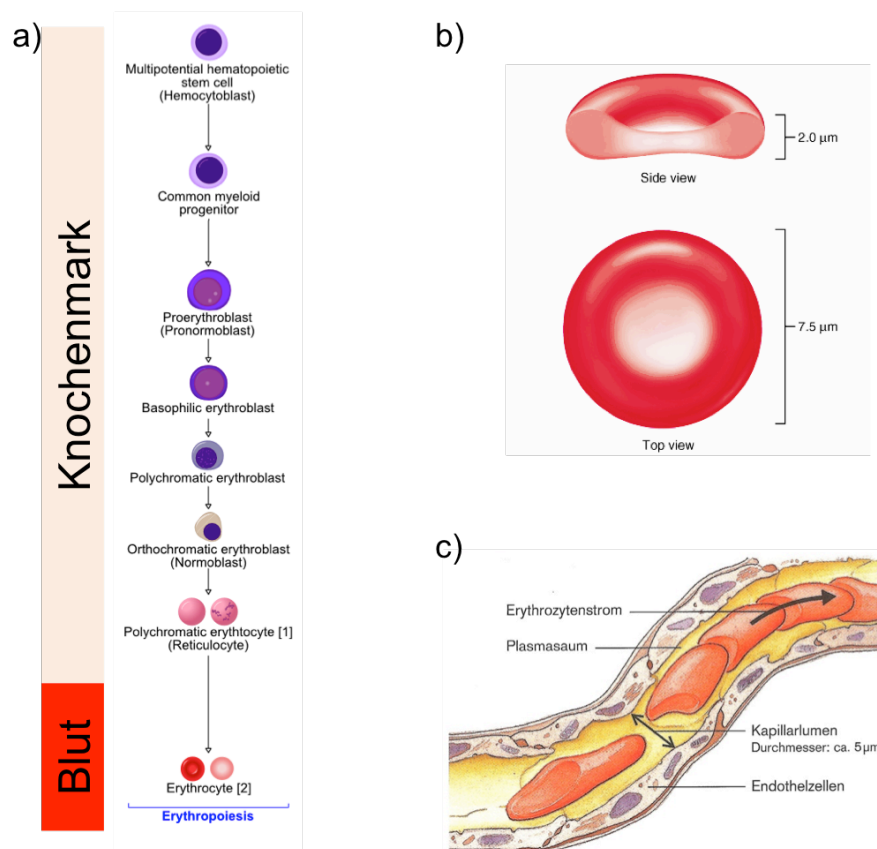 a)
Knochenmark
Blut
Multipotential hematopoietic
stem cell
(Hemocytoblast)
Common myeloid
progenitor
Proerythroblast
(Pronormoblast)
Basophilic erythroblast
Polychromatic erythroblast
Orthochromatic erythroblast
(Normoblast)
Polychromatic erythtocyte [1]
(Reticulocyte)
Erythrocyte [2]
Erythropoiesis
b)
2.0 µm
Side view
7.5 µm
Top view
c)
Erythrozytenstrom
Plasmasaum
Kapillarlumen
Durchmesser: ca. 5µm
Endothelzellen